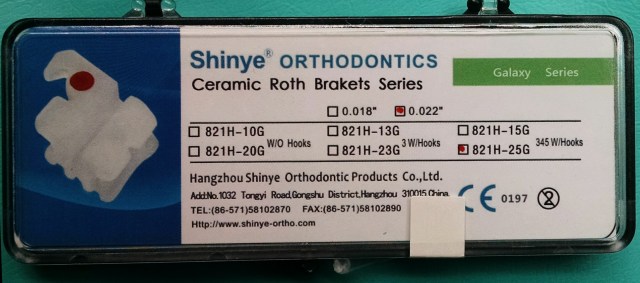 Shinye® ORTHODONTICS
Ceramic Roth Brakets Series
Galaxy Series
0.018" 0.022"
821H-10G 821H-13G 821H-15G
W/O Hooks 3 W/Hooks 345 W/Hooks
821H-20G 821H-23G 821H-25G
Hangzhou Shinye Orthodontic Products Co.,Ltd.
Add:No.1032 Tongyi Road,Gongshu District,Hangzhou 310015,China
TEL:(86-571)58102870 FAX:(86-571)58102890
Http://www.shinye-ortho.com
CE 0197
2